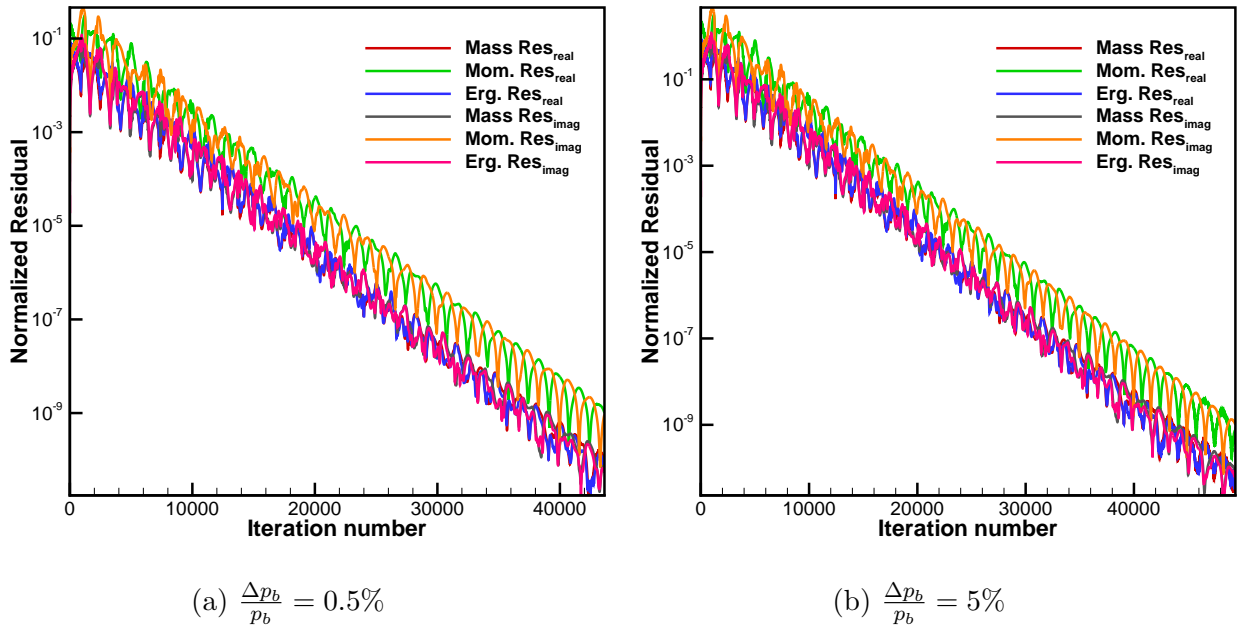 Normalized Residual
10^-1
10^-3
10^-5
10^-7
10^-9
0 10000 20000 30000 40000
Iteration number
Mass Res_real
Mom. Res_real
Erg. Res_real
Mass Res_imag
Mom. Res_imag
Erg. Res_imag
(a) Δp_b/p_b = 0.5%
Normalized Residual
10^-1
10^-3
10^-5
10^-7
10^-9
0 10000 20000 30000 40000
Iteration number
Mass Res_real
Mom. Res_real
Erg. Res_real
Mass Res_imag
Mom. Res_imag
Erg. Res_imag
(b) Δp_b/p_b = 5%